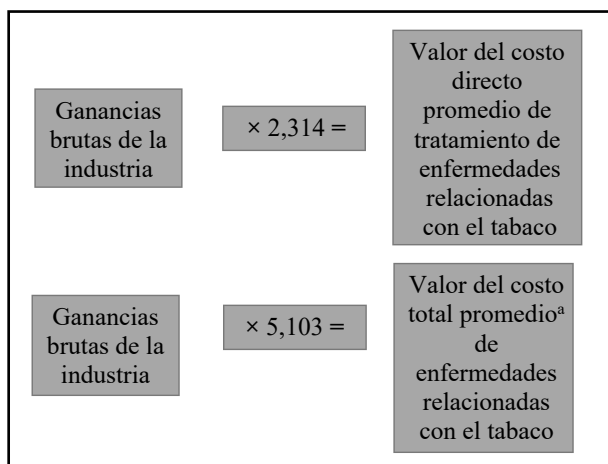 Ganancias
brutas de la
industria
× 2,314 =
Valor del costo
directo
promedio de
tratamiento de
enfermedades
relacionadas
con el tabaco
Ganancias
brutas de la
industria
× 5,103 =
Valor del costo
total promedioᵃ
de
enfermedades
relacionadas
con el tabaco